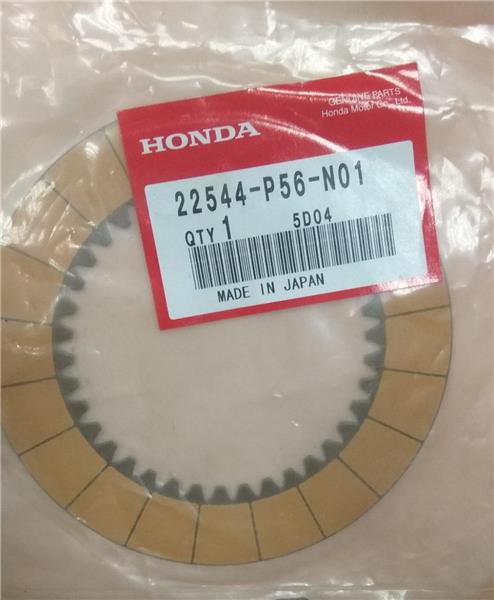 GENUINE PARTS
Honda Motor Co., Ltd.
HONDA
22544-P56-N01
QTY 1 5D04
MADE IN JAPAN